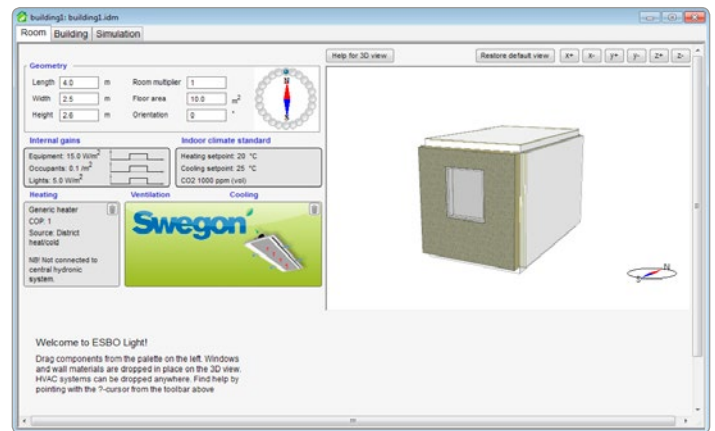 building1: building1.idm
Room Building Simulation
Help for 3D view Restore default view x+ x- y+ y- z+ z-
Geometry
Length 4.0 m Room multiplier 1
Width 2.5 m Floor area 10.0 m²
Height 2.6 m Orientation 0 °
N
S
Internal gains Indoor climate standard
Equipment: 15.0 W/m² Heating setpoint: 20 °C
Occupants: 0.1 /m² Cooling setpoint: 25 °C
Lights: 5.0 W/m² CO2 1000 ppm (vol)
Heating Ventilation Cooling
Generic heater
COP: 1
Source: District
heat/cold
NB! Not connected to
central hydronic
system.
Swegon
N
S
Welcome to ESBO Light!
Drag components from the palette on the left. Windows
and wall materials are dropped in place on the 3D view.
HVAC systems can be dropped anywhere. Find help by
pointing with the ?-cursor from the toolbar above